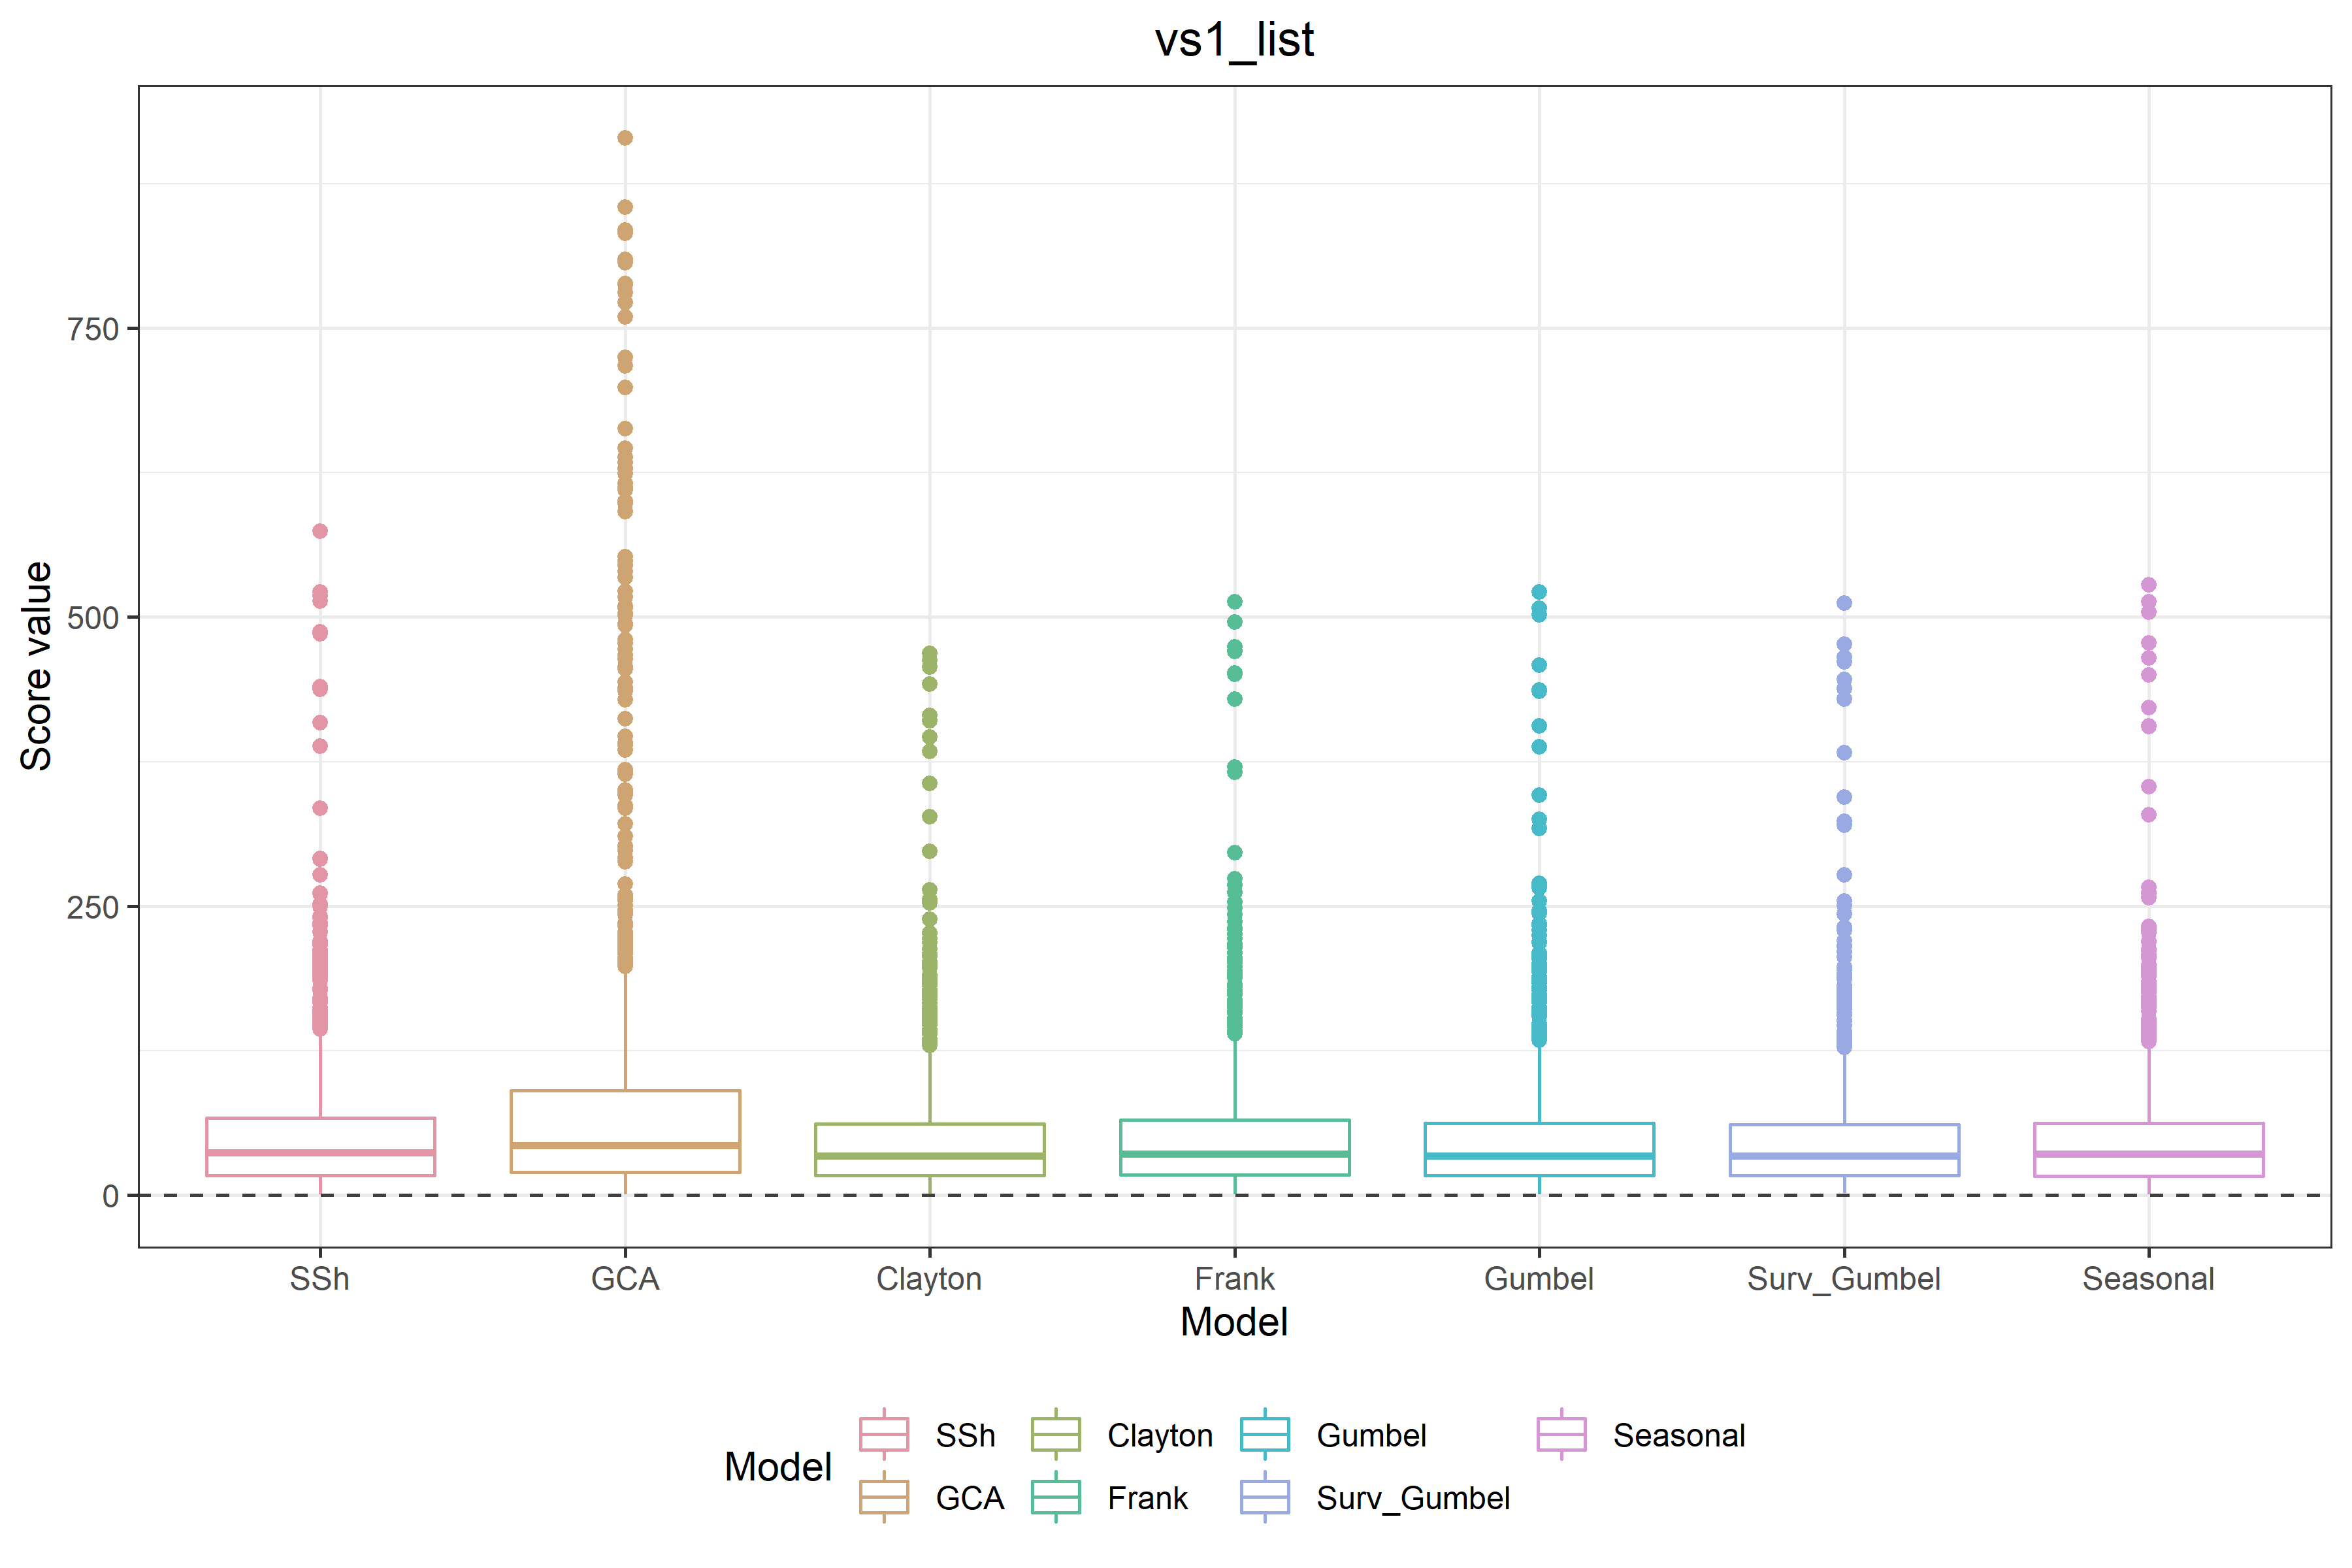 vs1_list
Score value
750
500
250
0
SSh GCA Clayton Frank Gumbel Surv_Gumbel Seasonal
Model
Model
SSh Clayton Gumbel Seasonal
GCA Frank Surv_Gumbel